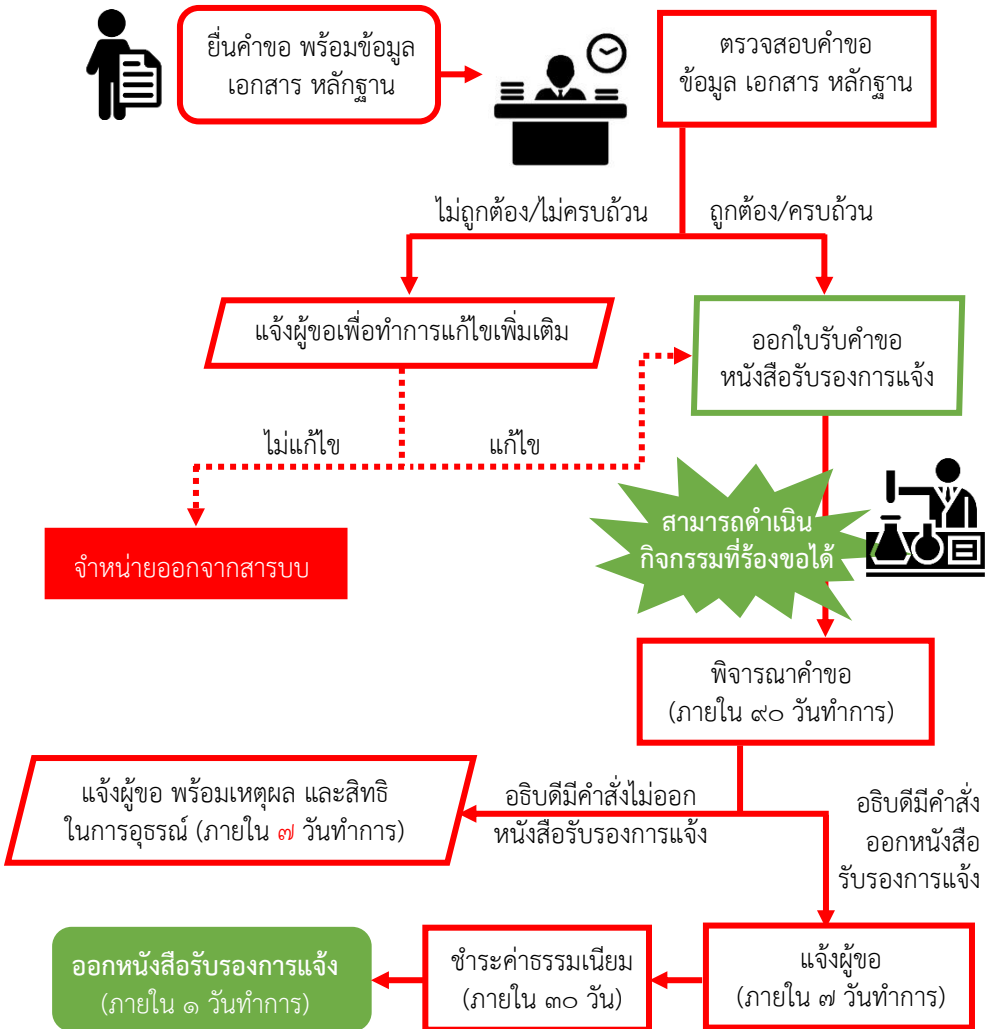 ยื่นคำขอ พร้อมข้อมูล
เอกสาร หลักฐาน
ตรวจสอบคำขอ
ข้อมูล เอกสาร หลักฐาน
ไม่ถูกต้อง/ไม่ครบถ้วน
ถูกต้อง/ครบถ้วน
แจ้งผู้ขอเพื่อทำการแก้ไขเพิ่มเติม
ออกใบรับคำขอ
หนังสือรับรองการแจ้ง
ไม่แก้ไข
แก้ไข
จำหน่ายออกจากสารบบ
สามารถดำเนิน
กิจกรรมที่ร้องขอได้
พิจารณาคำขอ
(ภายใน ๙๐ วันทำการ)
แจ้งผู้ขอ พร้อมเหตุผล และสิทธิ
ในการอุธรณ์ (ภายใน ๗ วันทำการ)
อธิบดีมีคำสั่งไม่ออก
หนังสือรับรองการแจ้ง
อธิบดีมีคำสั่ง
ออกหนังสือ
รับรองการแจ้ง
แจ้งผู้ขอ
(ภายใน ๗ วันทำการ)
ชำระค่าธรรมเนียม
(ภายใน ๓๐ วัน)
ออกหนังสือรับรองการแจ้ง
(ภายใน ๑ วันทำการ)